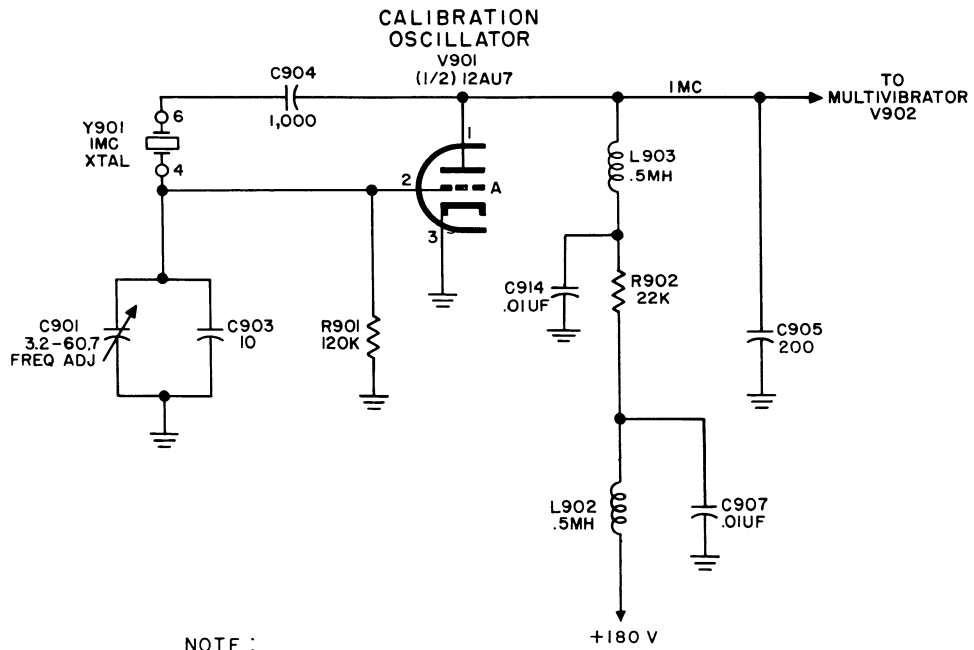 CALIBRATION
OSCILLATOR
V901
(1/2) 12AU7
C904
1,000
1MC
TO
MULTIVIBRATOR
V902
Y901
1MC
XTAL
6
4
1
2
A
3
L903
.5MH
C914
.01UF
R902
22K
C901
3.2-60.7
FREQ ADJ
C903
10
R901
120K
C905
200
L902
.5MH
C907
.01UF
+180 V
NOTE: